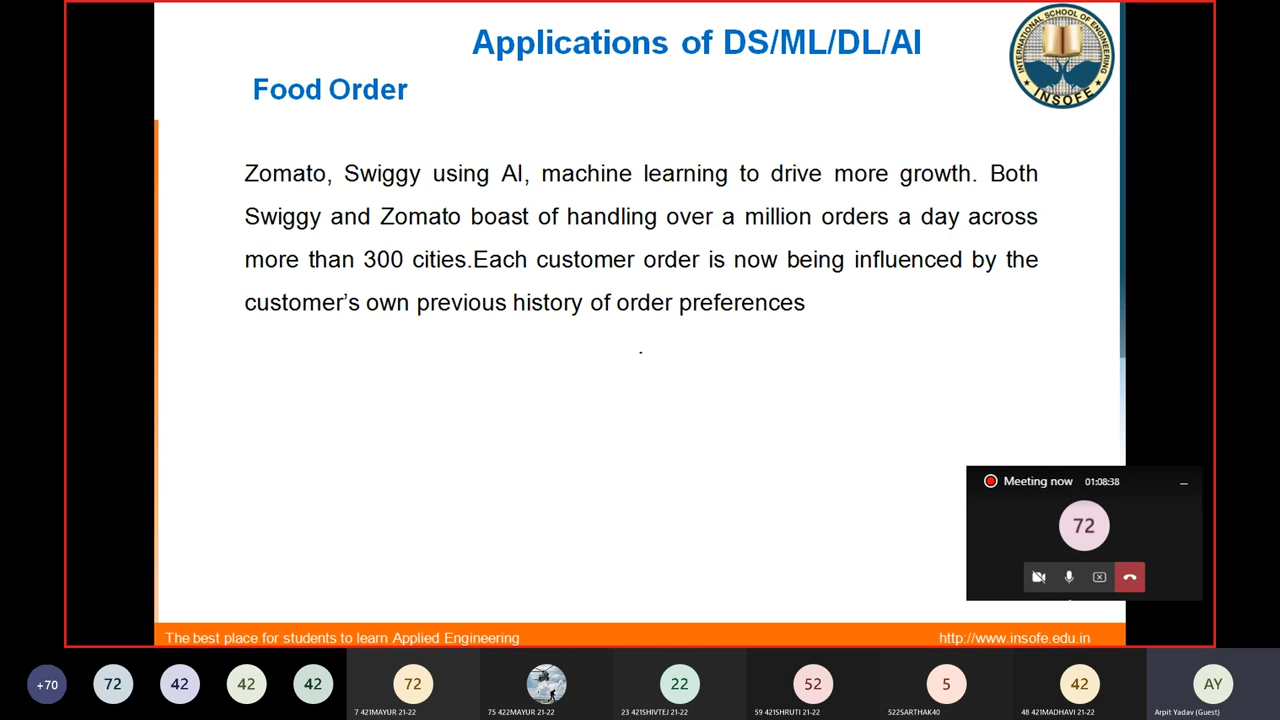 Applications of DS/ML/DL/AI
INTERNATIONAL SCHOOL OF ENGINEERING
INSOFE
Food Order
Zomato, Swiggy using AI, machine learning to drive more growth. Both
Swiggy and Zomato boast of handling over a million orders a day across
more than 300 cities.Each customer order is now being influenced by the
customer’s own previous history of order preferences
.
Meeting now 01:08:38
72
The best place for students to learn Applied Engineering
http://www.insofe.edu.in
+70 72 42 42 42 72 22 52 5 42 AY
7 421MAYUR 21-22
75 422MAYUR 21-22
23 421SHIVTEJ 21-22
59 421SHRUTI 21-22
522SARTHAK40
48 421MADHAVI 21-22
Arpit Yadav (Guest)